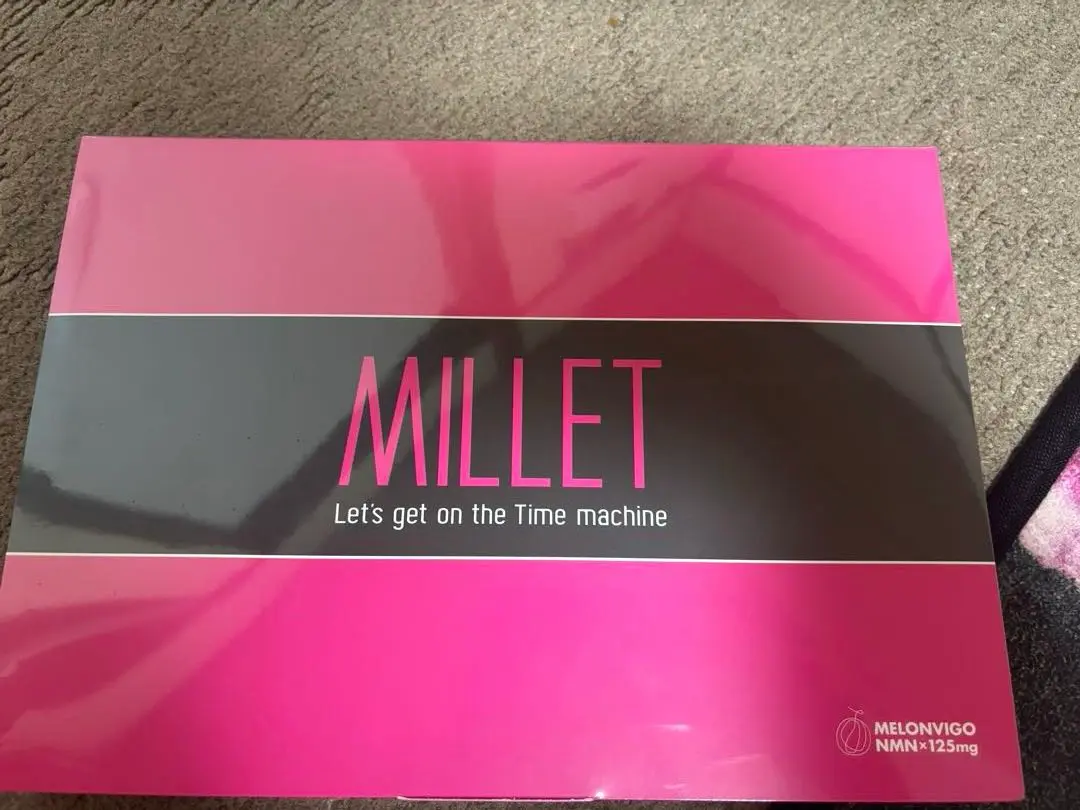 MILLET
Let's get on the Time machine
MELONVIGO
NMN×125mg